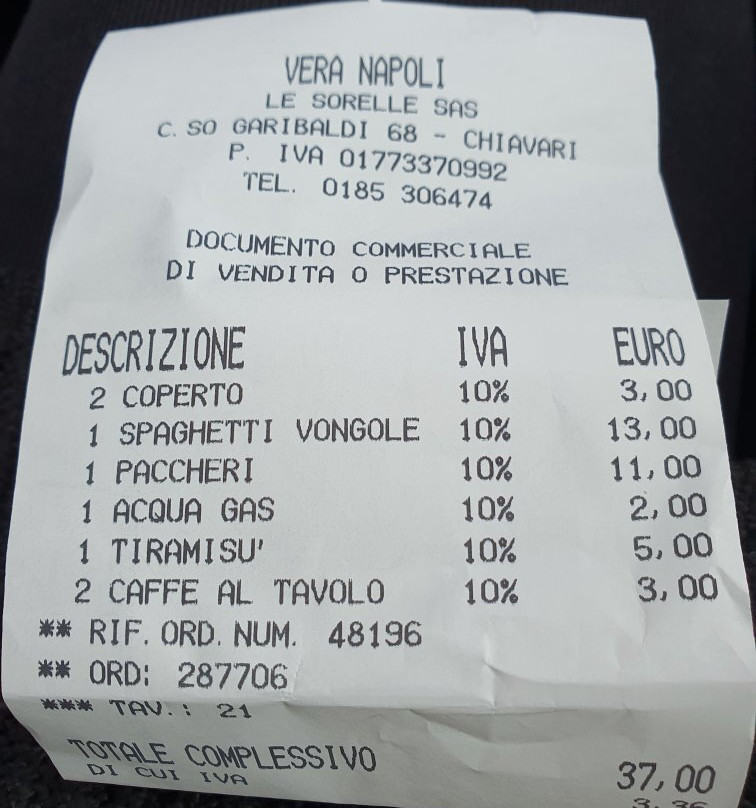 VERA NAPOLI
LE SORELLE SAS
C. SO GARIBALDI 68 - CHIAVARI
P. IVA 01773370992
TEL. 0185 306474
DOCUMENTO COMMERCIALE
DI VENDITA O PRESTAZIONE
DESCRIZIONE IVA EURO
2 COPERTO 10% 3,00
1 SPAGHETTI VONGOLE 10% 13,00
1 PACCHERI 10% 11,00
1 ACQUA GAS 10% 2,00
1 TIRAMISU' 10% 5,00
2 CAFFE AL TAVOLO 10% 3,00
** RIF. ORD. NUM. 48196
** ORD: 287706
*** TAV.: 21
TOTALE COMPLESSIVO 37,00
DI CUI IVA